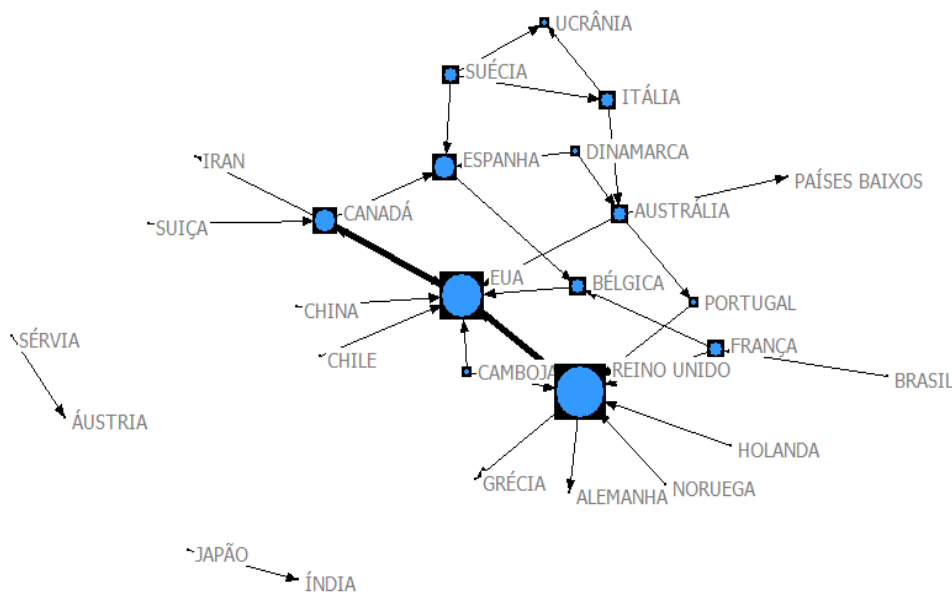 UCRÂNIA
SUÉCIA
ITÁLIA
IRAN
ESPANHA
DINAMARCA
PAÍSES BAIXOS
CANADÁ
AUSTRÁLIA
SUIÇA
EUA
BÉLGICA
CHINA
PORTUGAL
SÉRVIA
CHILE
FRANÇA
CAMBOJA
REINO UNIDO
BRASIL
ÁUSTRIA
HOLANDA
GRÉCIA
ALEMANHA
NORUEGA
JAPÃO
ÍNDIA